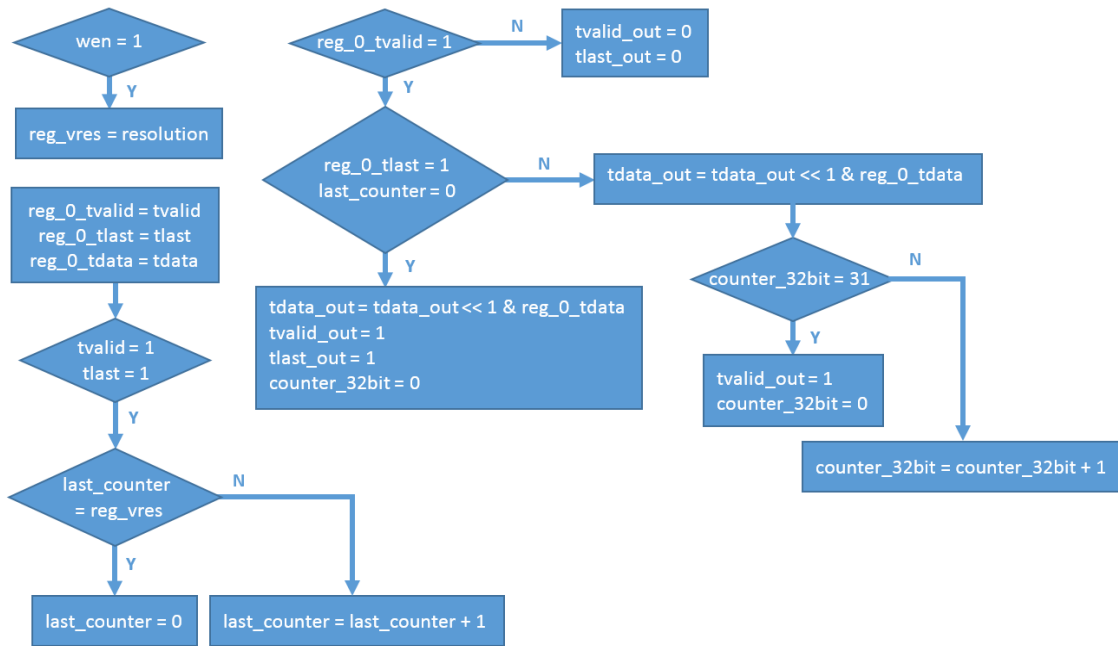 wen = 1
Y
reg_vres = resolution
reg_0_tvalid = tvalid
reg_0_tlast = tlast
reg_0_tdata = tdata
tvalid = 1
tlast = 1
Y
last_counter
= reg_vres
N
Y
last_counter = 0
last_counter = last_counter + 1
reg_0_tvalid = 1
N
tvalid_out = 0
tlast_out = 0
Y
reg_0_tlast = 1
last_counter = 0
N
Y
tdata_out = tdata_out << 1 & reg_0_tdata
tvalid_out = 1
tlast_out = 1
counter_32bit = 0
tdata_out = tdata_out << 1 & reg_0_tdata
counter_32bit = 31
N
Y
tvalid_out = 1
counter_32bit = 0
counter_32bit = counter_32bit + 1